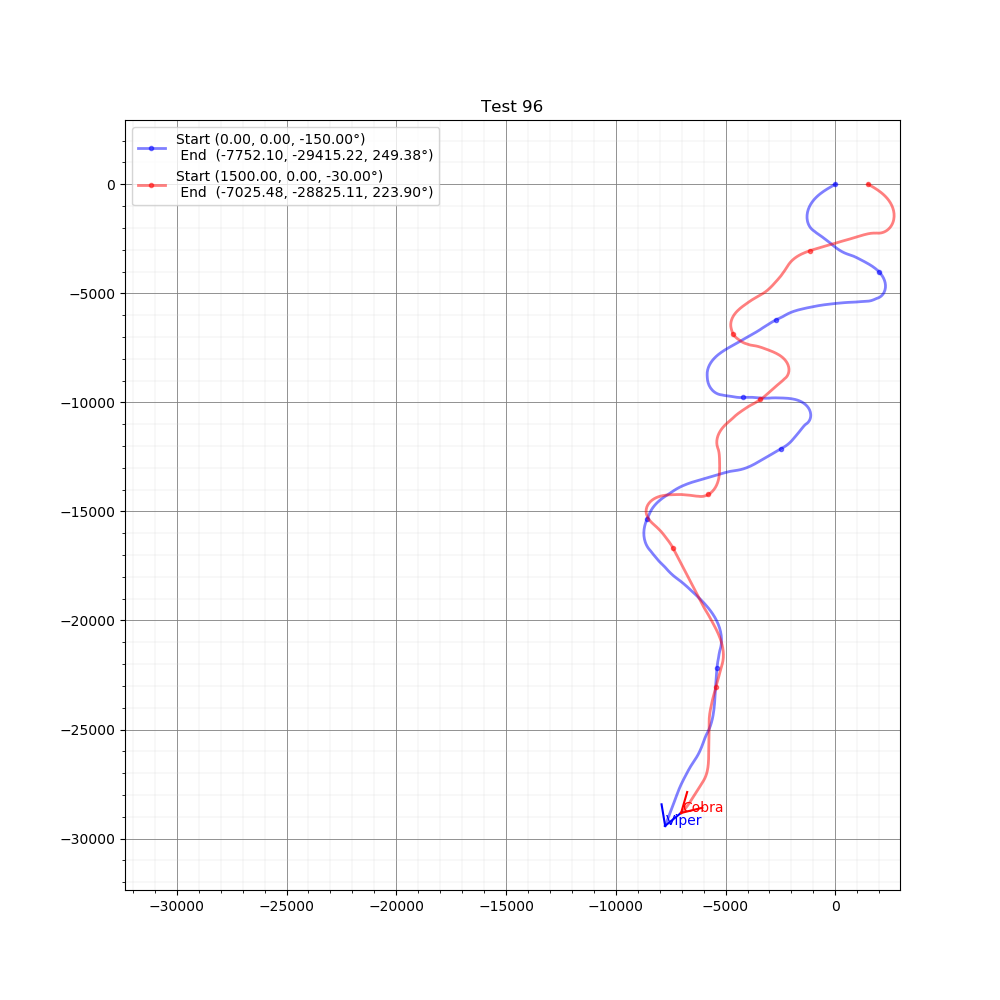 Test 96
Start (0.00, 0.00, -150.00°)
End (-7752.10, -29415.22, 249.38°)
Start (1500.00, 0.00, -30.00°)
End (-7025.48, -28825.11, 223.90°)
0
−5000
−10000
−15000
−20000
−25000
−30000
Cobra
Viper
−30000 −25000 −20000 −15000 −10000 −5000 0